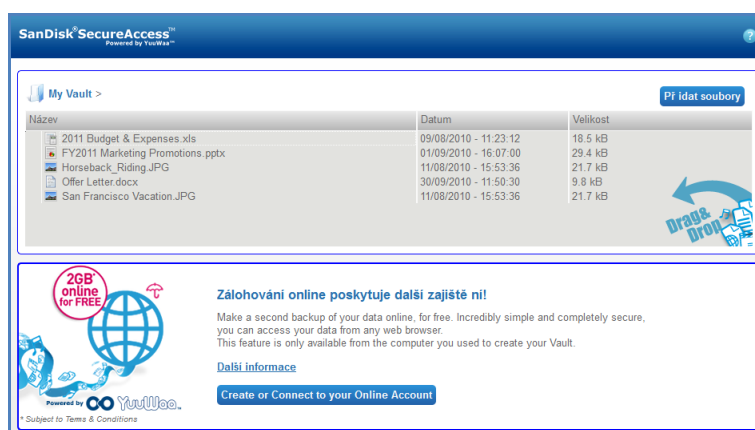 SanDisk®SecureAccess™
Powered by YuuWaa™
?
My Vault >
Př idat soubory
Název Datum Velikost
2011 Budget & Expenses.xls 09/08/2010 - 11:23:12 18.5 kB
FY2011 Marketing Promotions.pptx 01/09/2010 - 16:07:00 29.4 kB
Horseback_Riding.JPG 11/08/2010 - 15:53:36 21.7 kB
Offer Letter.docx 30/09/2010 - 11:50:30 9.8 kB
San Francisco Vacation.JPG 11/08/2010 - 15:53:36 21.7 kB
Drag&
Drop
2GB*
online
for FREE
Zálohování online poskytuje další zajiště ní!
Make a second backup of your data online, for free. Incredibly simple and completely secure,
you can access your data from any web browser.
This feature is only available from the computer you used to create your Vault.
Další informace
Create or Connect to your Online Account
Powered by YuuWaa™
* Subject to Terms & Conditions